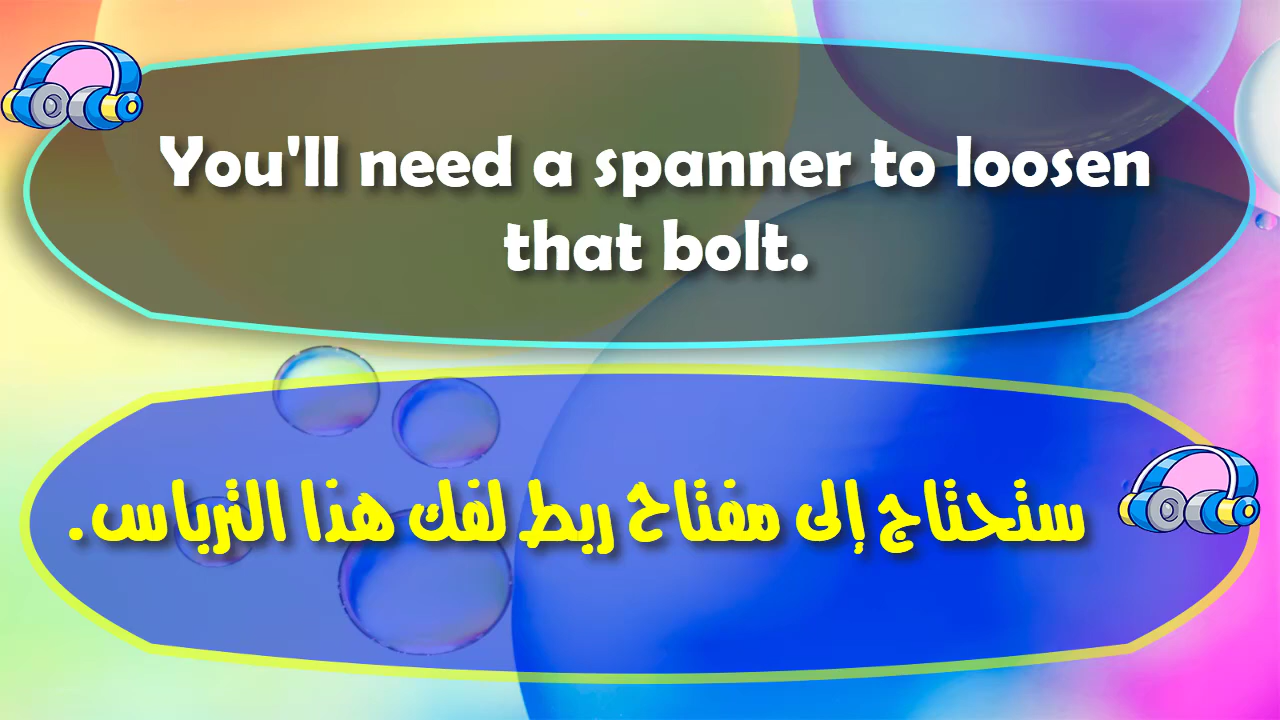 You'll need a spanner to loosen
that bolt.
ستحتاج إلى مفتاح ربط لفك هذا الترباس.